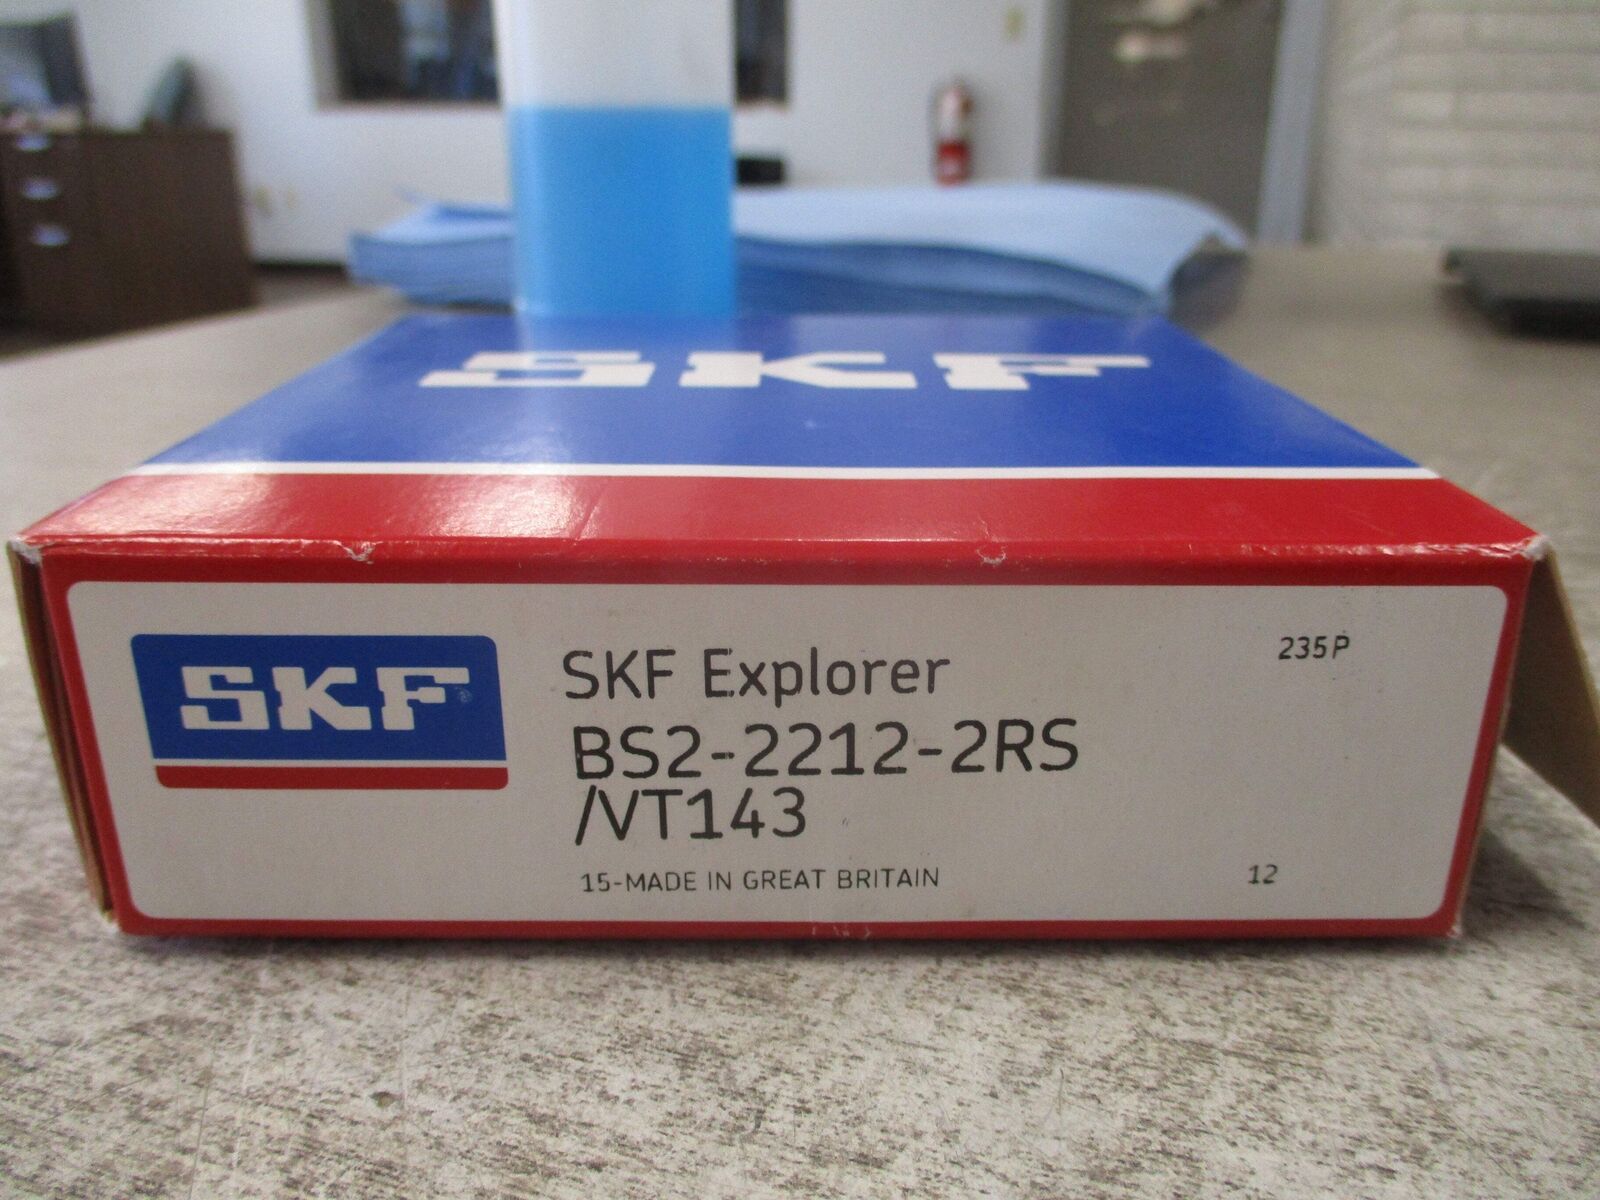 SKF
SKF®
SKF Explorer
235P
BS2-2212-2RS
/VT143
15-MADE IN GREAT BRITAIN
12